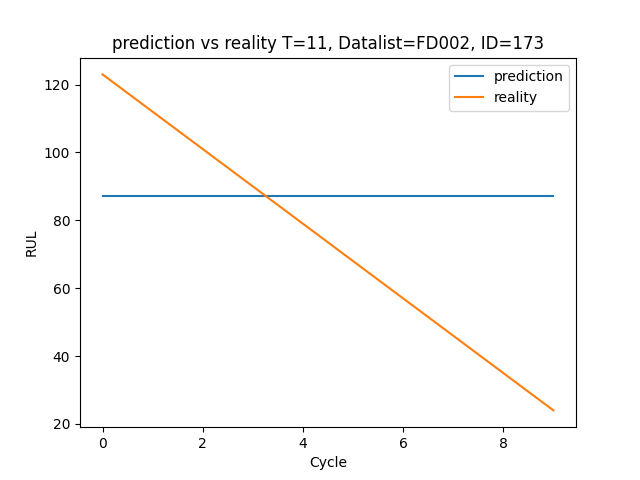 prediction vs reality T=11, Datalist=FD002, ID=173
prediction
reality
RUL
120
100
80
60
40
20
0 2 4 6 8
Cycle